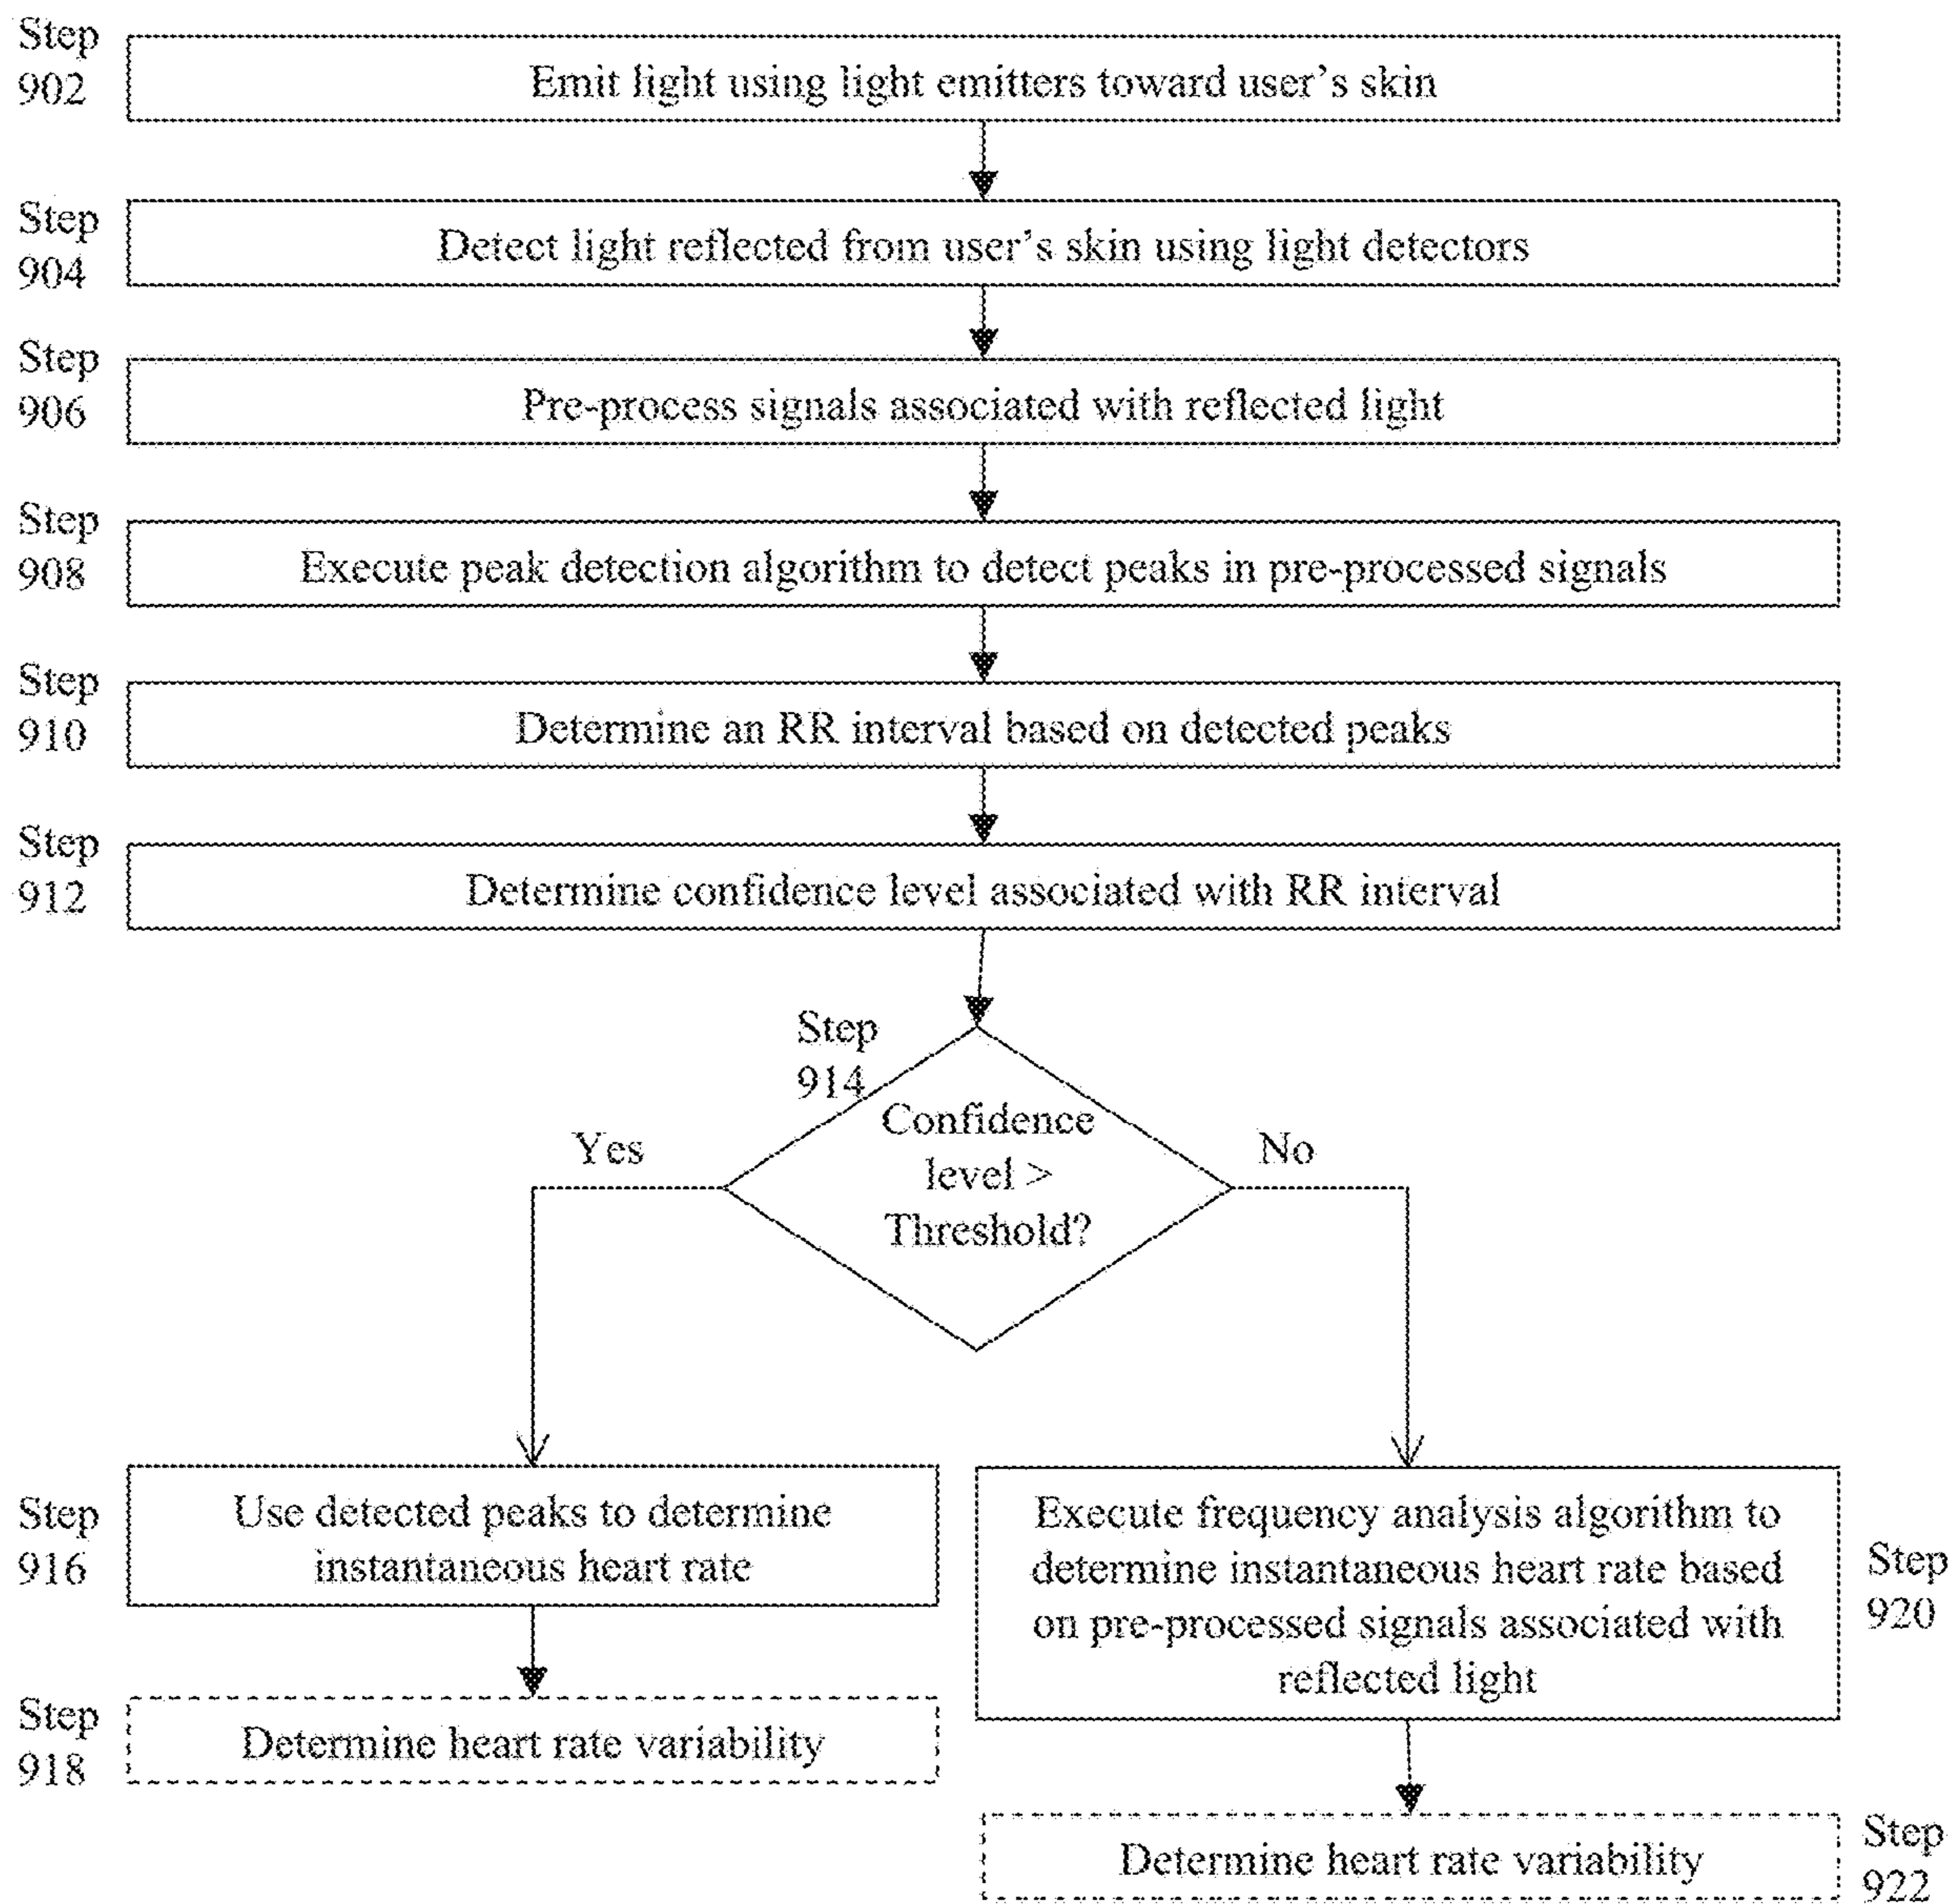 Step
902
Emit light using light emitters toward user's skin
Step
904
Detect light reflected from user's skin using light detectors
Step
906
Pre-process signals associated with reflected light
Step
908
Execute peak detection algorithm to detect peaks in pre-processed signals
Step
910
Determine an RR interval based on detected peaks
Step
912
Determine confidence level associated with RR interval
Step
914
Confidence
level >
Threshold?
Yes
No
Step
916
Use detected peaks to determine
instantaneous heart rate
Execute frequency analysis algorithm to
determine instantaneous heart rate based
on pre-processed signals associated with
reflected light
Step
920
Step
918
Determine heart rate variability
Determine heart rate variability
Step
922